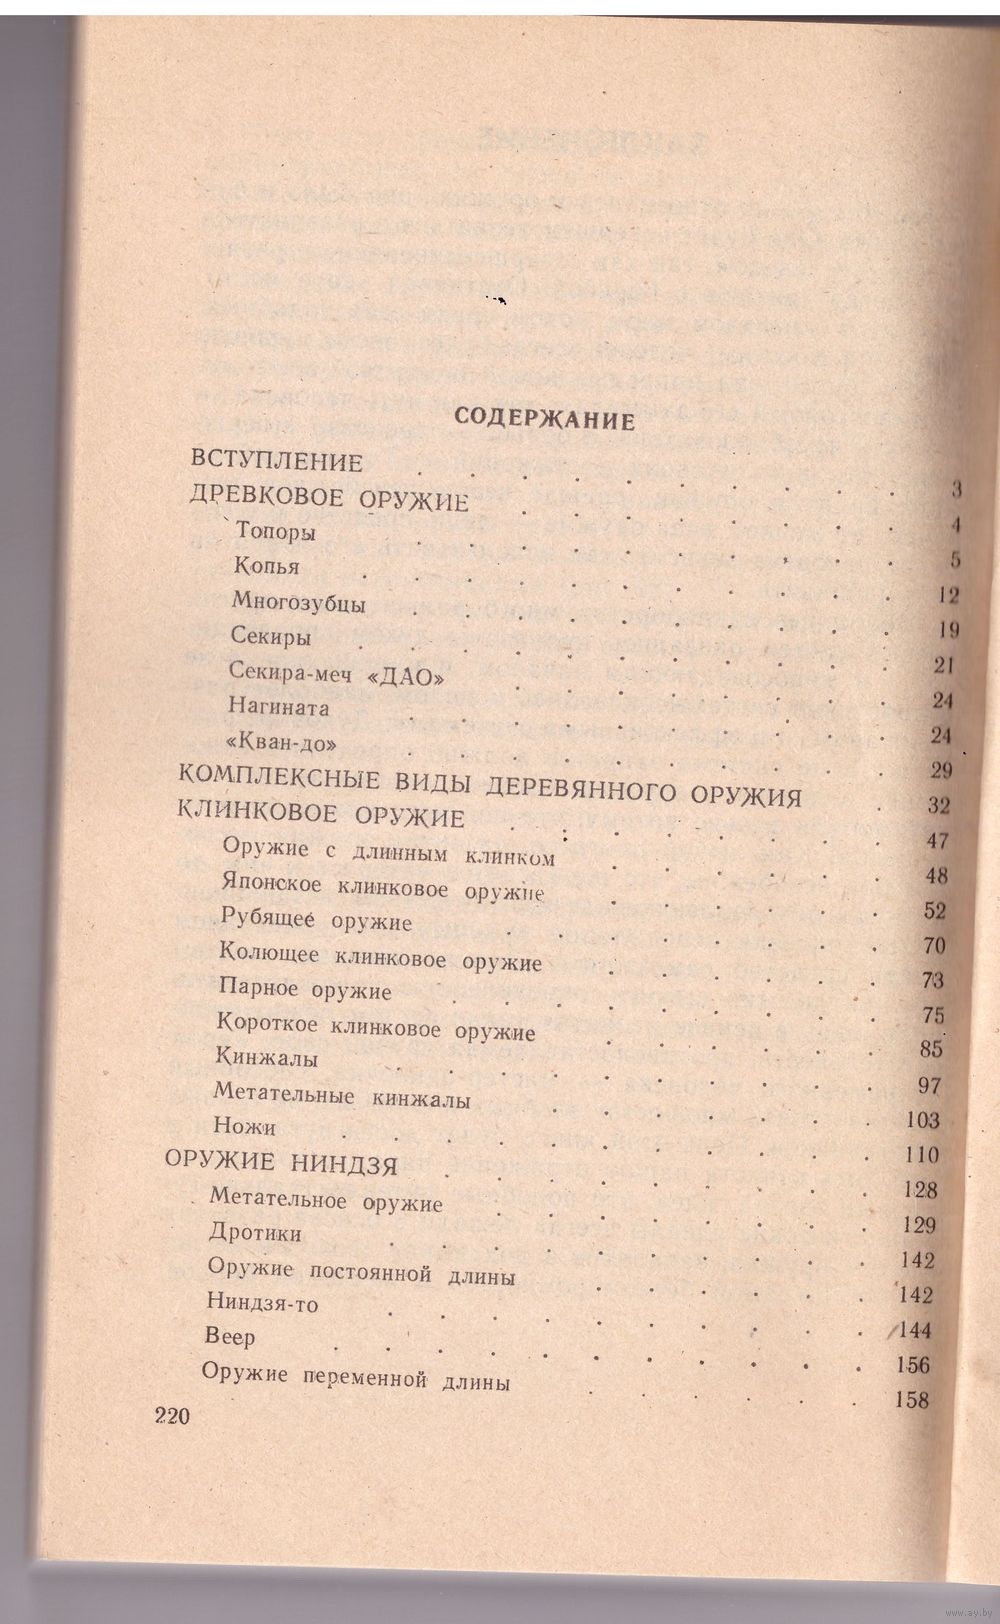 СОДЕРЖАНИЕ
ВСТУПЛЕНИЕ . . . . . . . . . 3
ДРЕВКОВОЕ ОРУЖИЕ . . . . . . . 4
Топоры . . . . . . . . . 5
Копья . . . . . . . . . . 12
Многозубцы . . . . . . . . . 19
Секиры . . . . . . . . . . 21
Секира-меч «ДАО» . . . . . . . 24
Нагината . . . . . . . . . 24
«Кван-до» . . . . . . . . . 29
КОМПЛЕКСНЫЕ ВИДЫ ДЕРЕВЯННОГО ОРУЖИЯ . 32
КЛИНКОВОЕ ОРУЖИЕ . . . . . . . 47
Оружие с длинным клинком . . . . . 48
Японское клинковое оружие . . . . . 52
Рубящее оружие . . . . . . . 70
Колющее клинковое оружие . . . . . 73
Парное оружие . . . . . . . . 75
Короткое клинковое оружие . . . . . 85
Кинжалы . . . . . . . . . 97
Метательные кинжалы . . . . . . 103
Ножи . . . . . . . . . . 110
ОРУЖИЕ НИНДЗЯ . . . . . . . . 128
Метательное оружие . . . . . . 129
Дротики . . . . . . . . . 142
Оружие постоянной длины . . . . . 142
Ниндзя-то . . . . . . . . . 144
Веер . . . . . . . . . . 156
Оружие переменной длины . . . . 158
220
www.ay.by